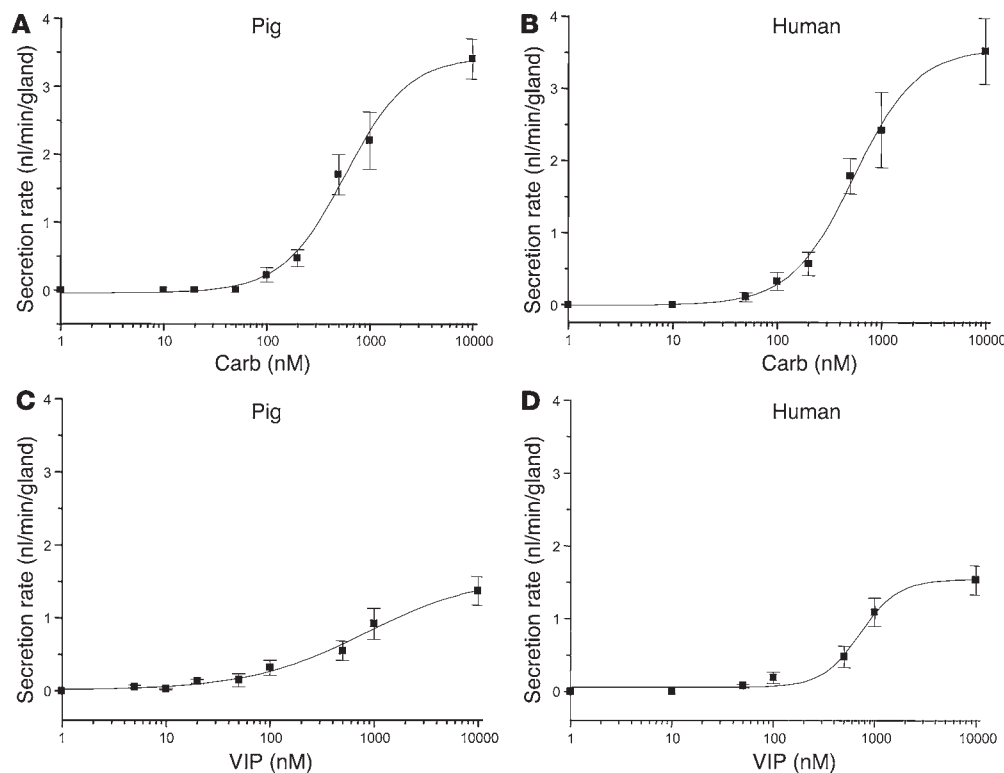 A
Pig
Secretion rate (nl/min/gland)
4
3
2
1
0
1
10
100
1000
10000
Carb (nM)
B
Human
Secretion rate (nl/min/gland)
4
3
2
1
0
1
10
100
1000
10000
Carb (nM)
C
Pig
Secretion rate (nl/min/gland)
4
3
2
1
0
1
10
100
1000
10000
VIP (nM)
D
Human
Secretion rate (nl/min/gland)
4
3
2
1
0
1
10
100
1000
10000
VIP (nM)